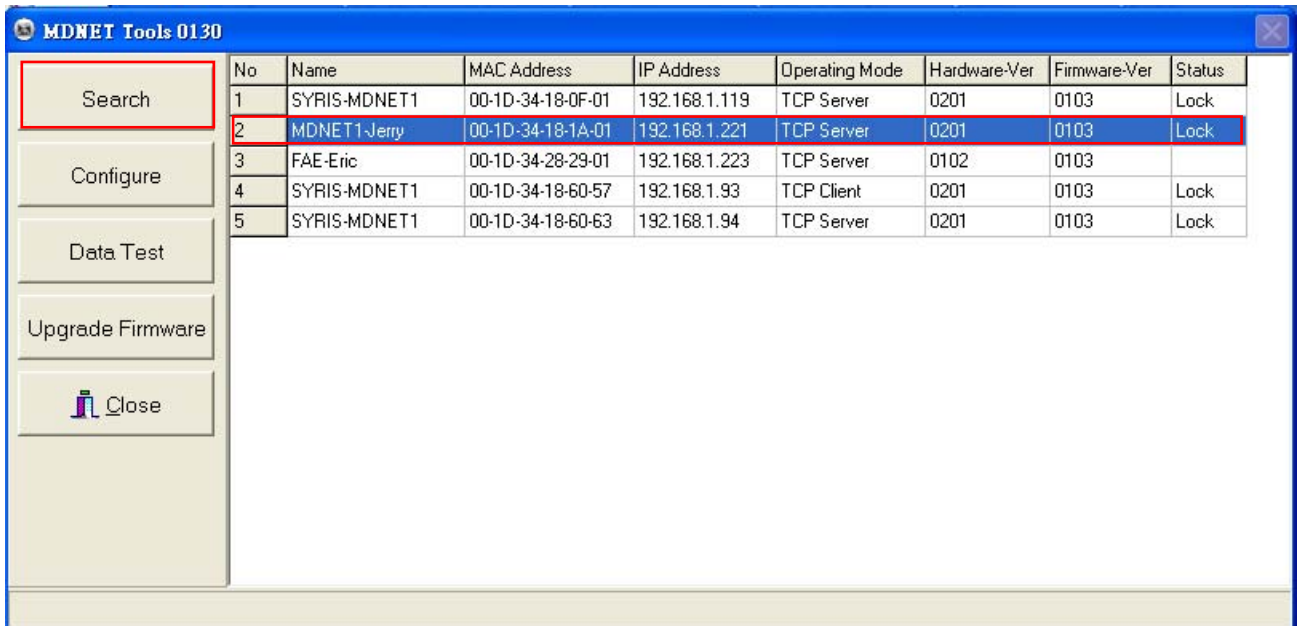 MDNET Tools 0130
Search
Configure
Data Test
Upgrade Firmware
Close
No Name MAC Address IP Address Operating Mode Hardware-Ver Firmware-Ver Status
1 SYRIS-MDNET1 00-1D-34-18-0F-01 192.168.1.119 TCP Server 0201 0103 Lock
2 MDNET1-Jerry 00-1D-34-18-1A-01 192.168.1.221 TCP Server 0201 0103 Lock
3 FAE-Eric 00-1D-34-28-29-01 192.168.1.223 TCP Server 0102 0103
4 SYRIS-MDNET1 00-1D-34-18-60-57 192.168.1.93 TCP Client 0201 0103 Lock
5 SYRIS-MDNET1 00-1D-34-18-60-63 192.168.1.94 TCP Server 0201 0103 Lock